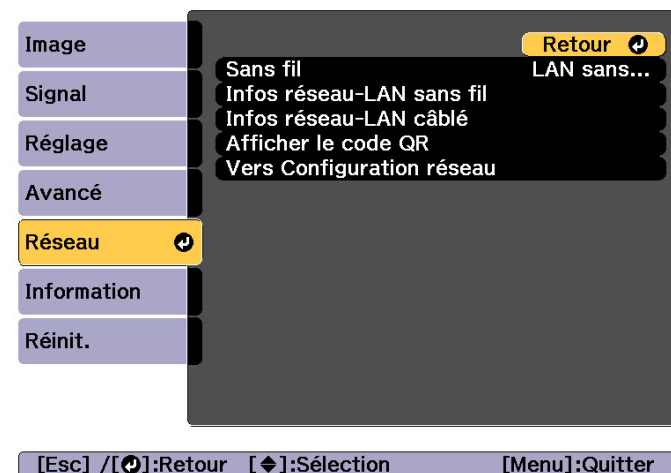 Image
Signal
Réglage
Avancé
Réseau
Information
Réinit.
Retour
Sans fil LAN sans...
Infos réseau-LAN sans fil
Infos réseau-LAN câblé
Afficher le code QR
Vers Configuration réseau
[Esc] /[⏎]:Retour [◆]:Sélection [Menu]:Quitter